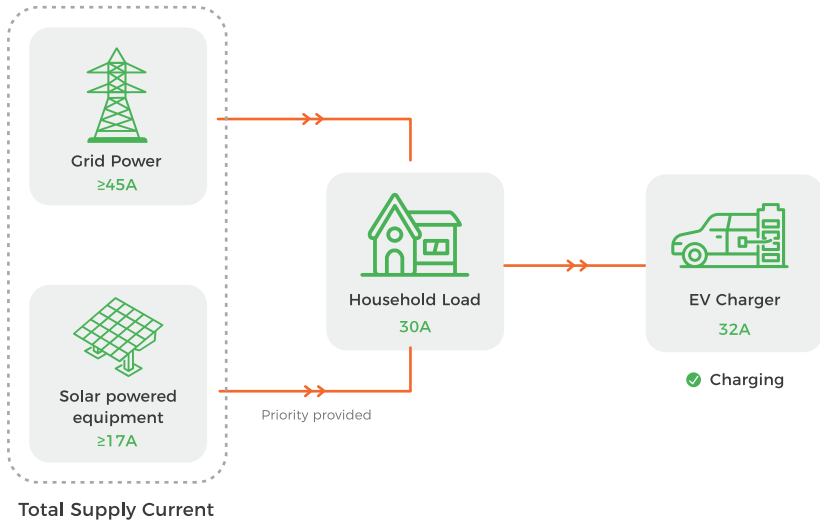 Grid Power
≥45A
Household Load
30A
EV Charger
32A
Charging
Solar powered
equipment
≥17A
Priority provided
Total Supply Current